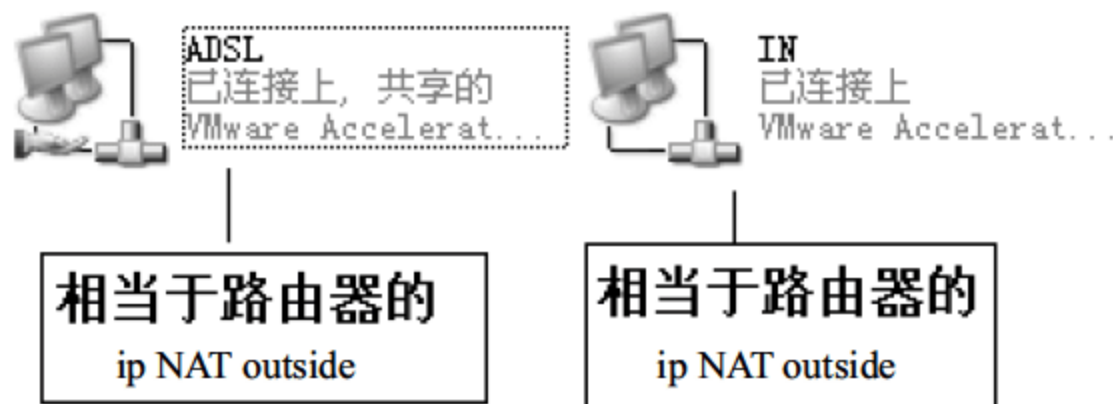 ADSL
已连接上, 共享的
VMware Accelerat...
IN
已连接上
VMware Accelerat...
相当于路由器的
ip NAT outside
相当于路由器的
ip NAT outside